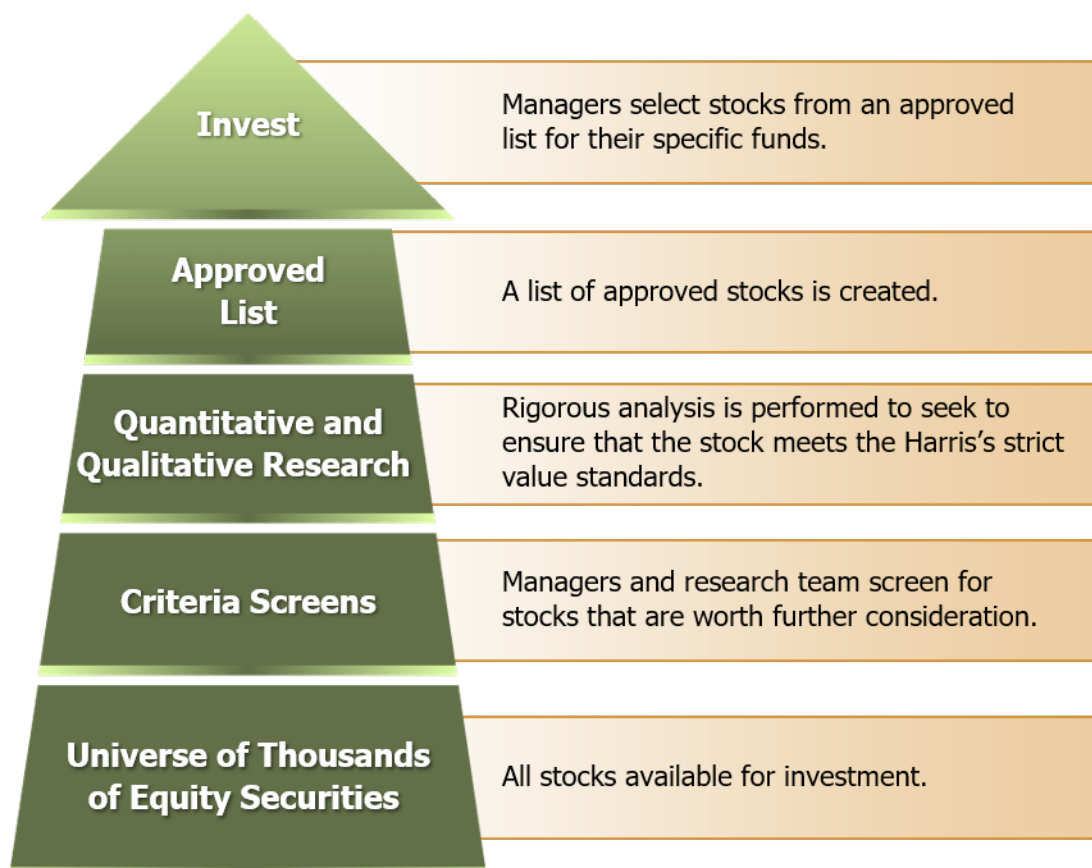 Invest
Managers select stocks from an approved
list for their specific funds.
Approved
List
A list of approved stocks is created.
Quantitative and
Qualitative Research
Rigorous analysis is performed to seek to
ensure that the stock meets the Harris’s strict
value standards.
Criteria Screens
Managers and research team screen for
stocks that are worth further consideration.
Universe of Thousands
of Equity Securities
All stocks available for investment.